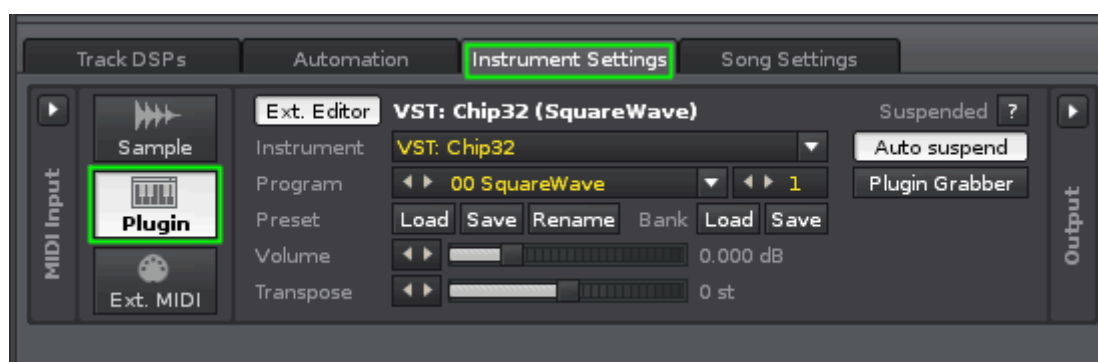 Track DSPs Automation Instrument Settings Song Settings
MIDI Input
Sample
Plugin
Ext. MIDI
Ext. Editor VST: Chip32 (SquareWave) Suspended ?
Instrument VST: Chip32 Auto suspend
Program 00 SquareWave 1 Plugin Grabber
Preset Load Save Rename Bank Load Save
Volume 0.000 dB
Transpose 0 st
Output